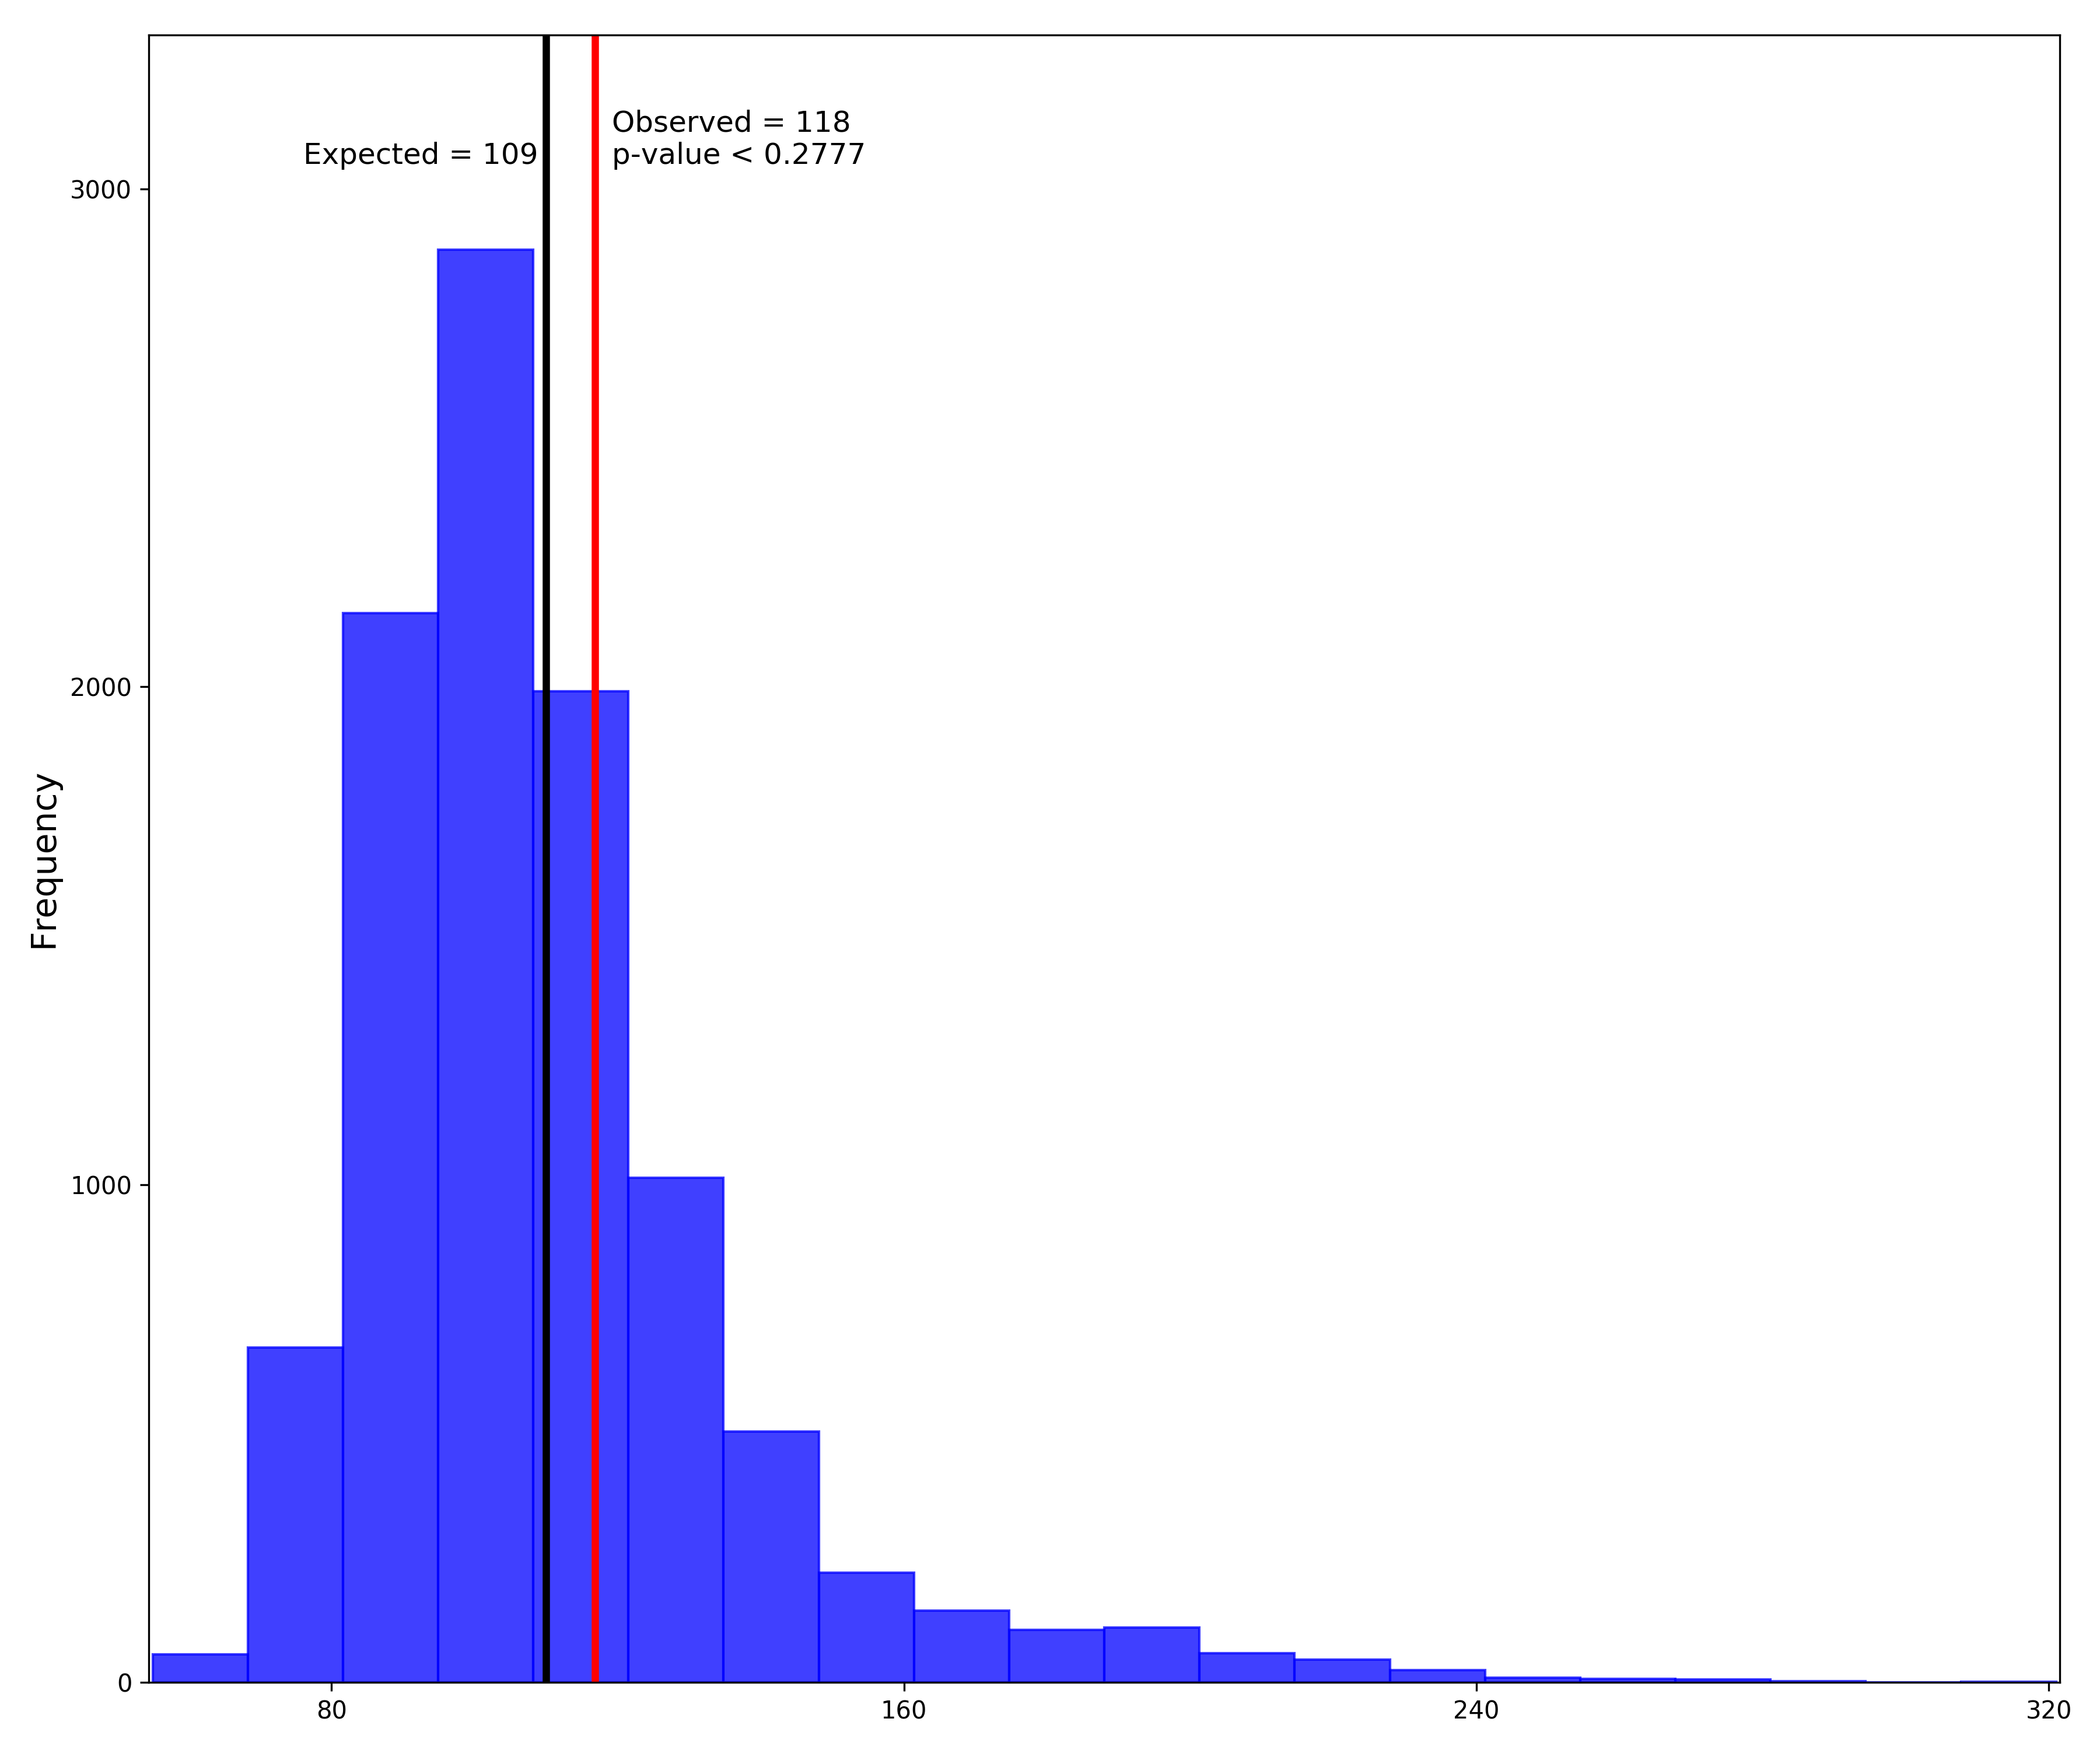 Observed = 118
Expected = 109
p-value < 0.2777
3000
2000
1000
0
Frequency
80
160
240
320